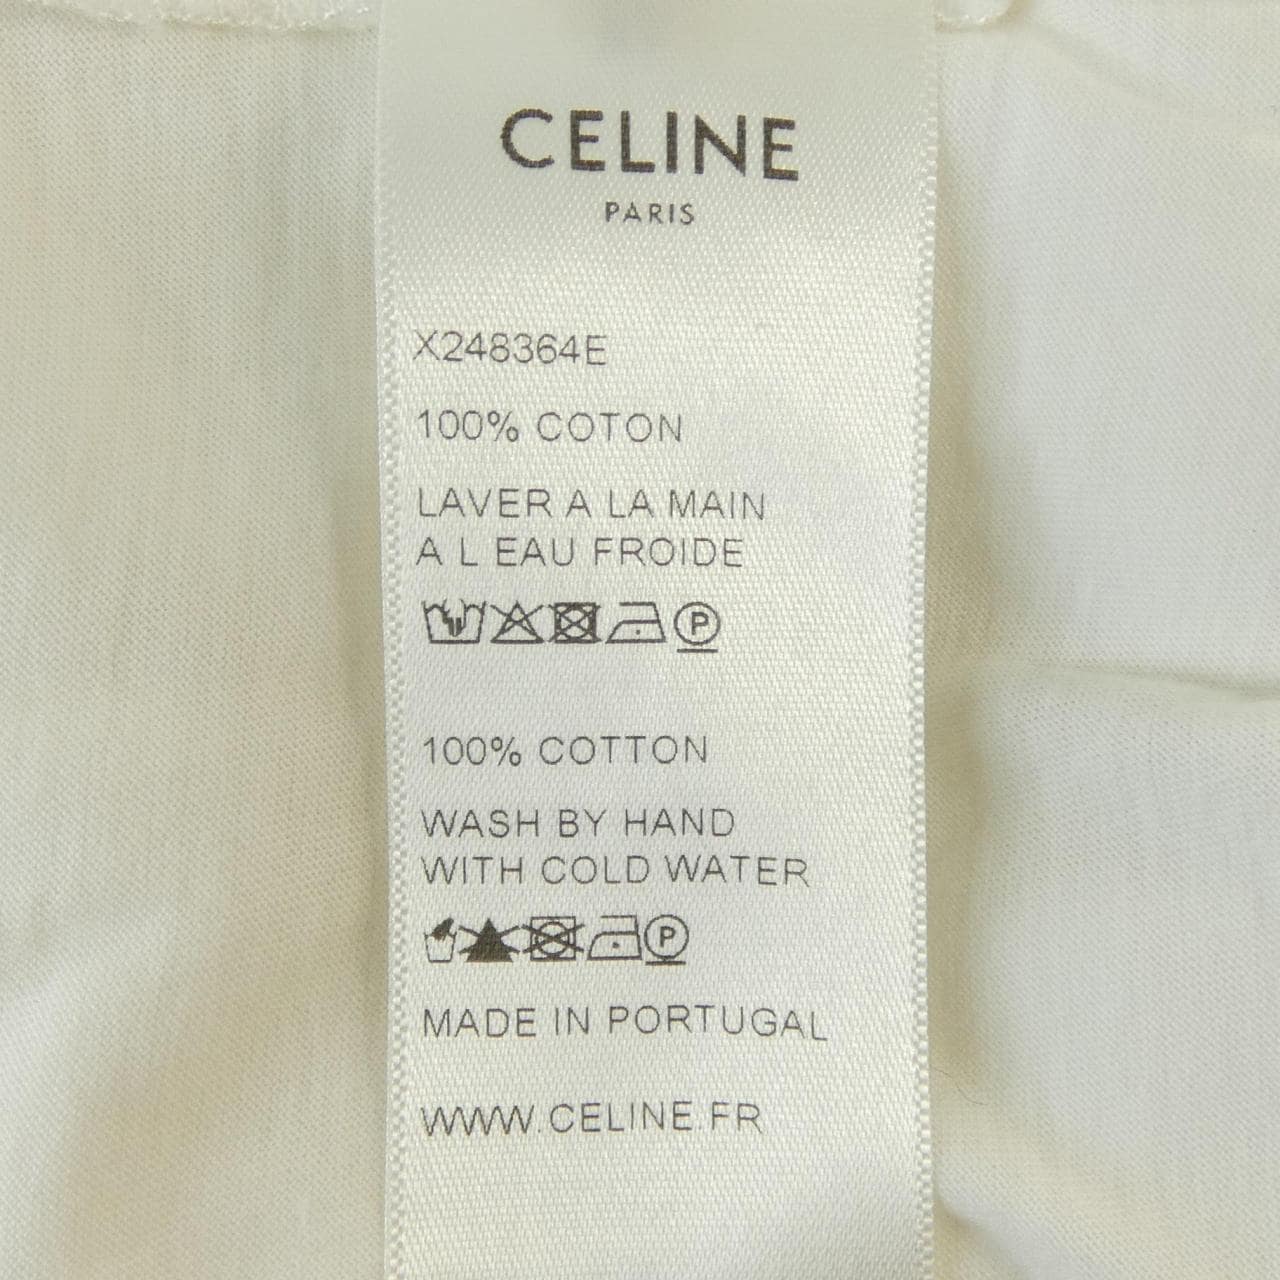 CELINE
PARIS
X248364E
100% COTON
LAVER A LA MAIN
A L EAU FROIDE
P
100% COTTON
WASH BY HAND
WITH COLD WATER
P
MADE IN PORTUGAL
WWW.CELINE.FR